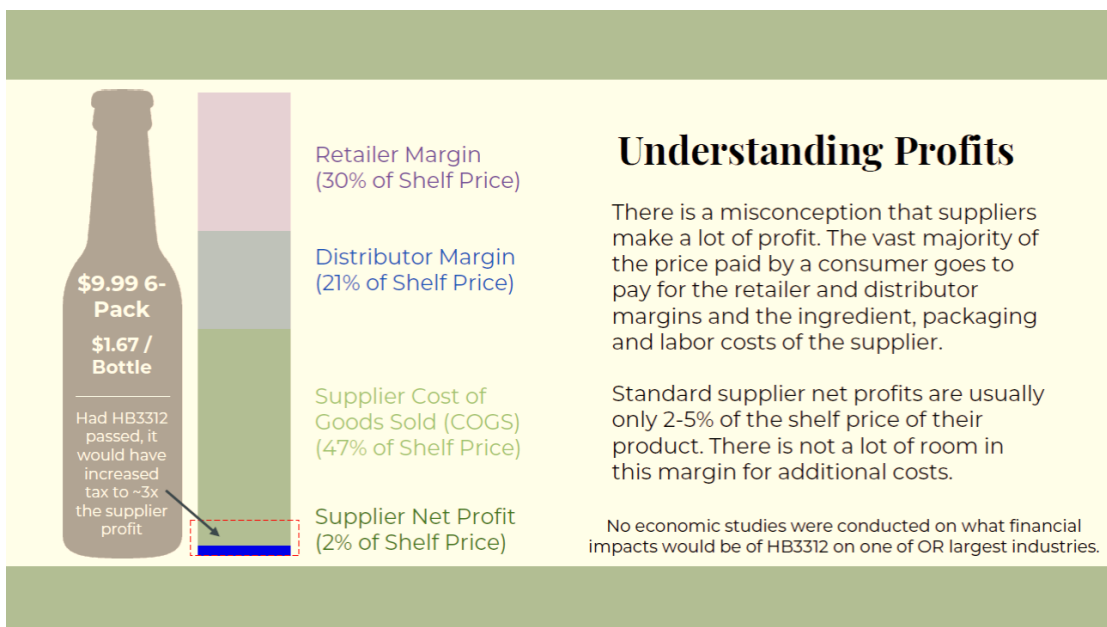 $9.99 6-
Pack
$1.67 /
Bottle
Had HB3312
passed, it
would have
increased
tax to ~3x
the supplier
profit
Retailer Margin
(30% of Shelf Price)
Distributor Margin
(21% of Shelf Price)
Supplier Cost of
Goods Sold (COGS)
(47% of Shelf Price)
Supplier Net Profit
(2% of Shelf Price)
Understanding Profits
There is a misconception that suppliers
make a lot of profit. The vast majority of
the price paid by a consumer goes to
pay for the retailer and distributor
margins and the ingredient, packaging
and labor costs of the supplier.
Standard supplier net profits are usually
only 2-5% of the shelf price of their
product. There is not a lot of room in
this margin for additional costs.
No economic studies were conducted on what financial
impacts would be of HB3312 on one of OR largest industries.